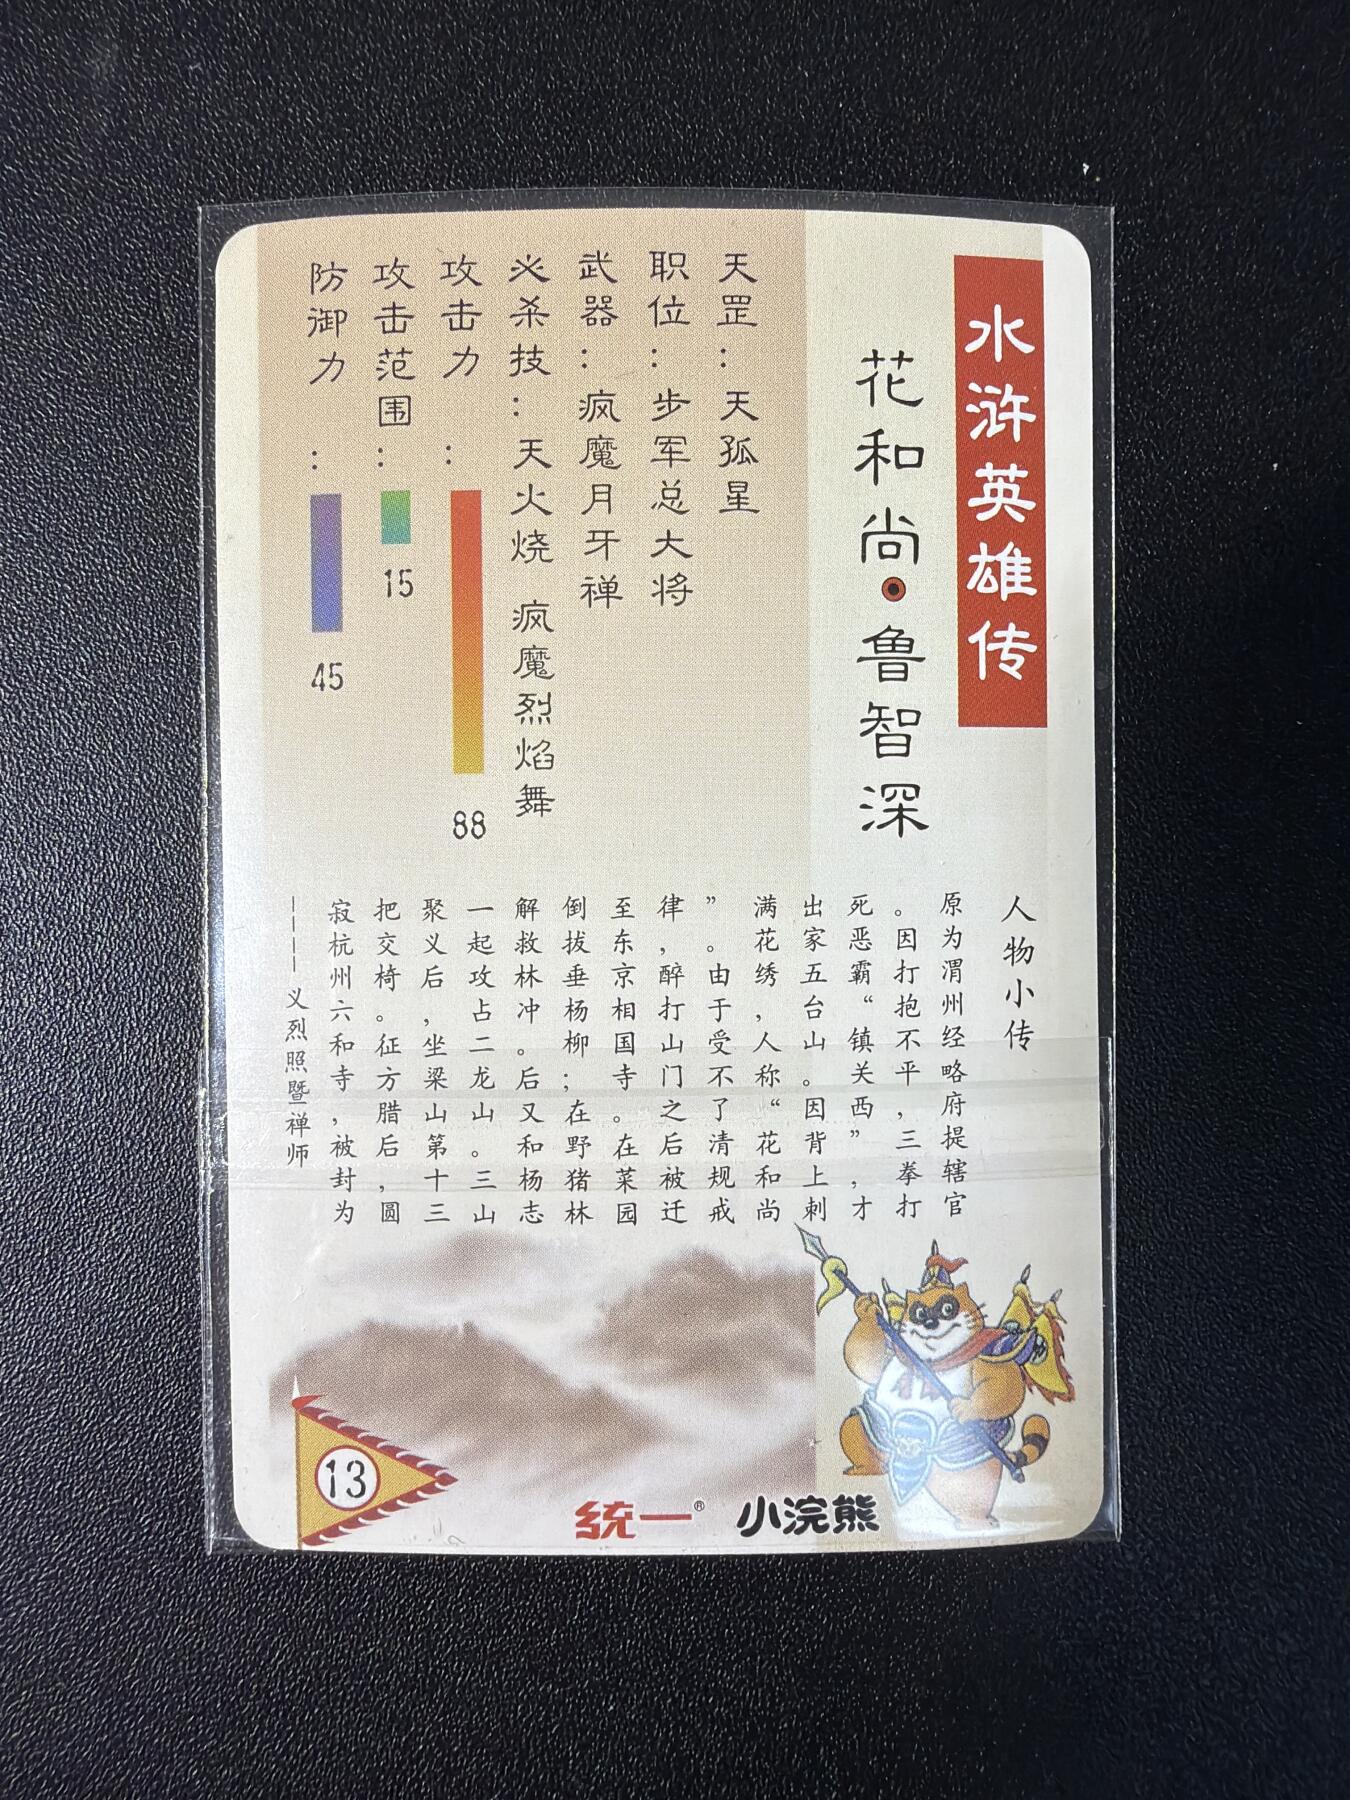 水浒英雄传
花和尚·鲁智深
天罡：天孤星
职位：步军总大将
武器：疯魔月牙禅
必杀技：天火烧 疯魔烈焰舞
攻击力：88
攻击范围：15
防御力：45
人物小传
原为渭州经略府提辖官
。因打抱不平，三拳打
死恶霸“镇关西”，才
出家五台山。因背上刺
满花绣，人称“花和尚
”。由于受不了清规戒
律，醉打山门之后被迁
至东京相国寺。在菜园
倒拔垂杨柳；在野猪林
解救林冲。后又和杨志
一起攻占二龙山。三山
聚义后，坐梁山第十三
把交椅。征方腊后，圆
寂杭州六和寺，被封为
————义烈照暨禅师
13
统一® 小浣熊